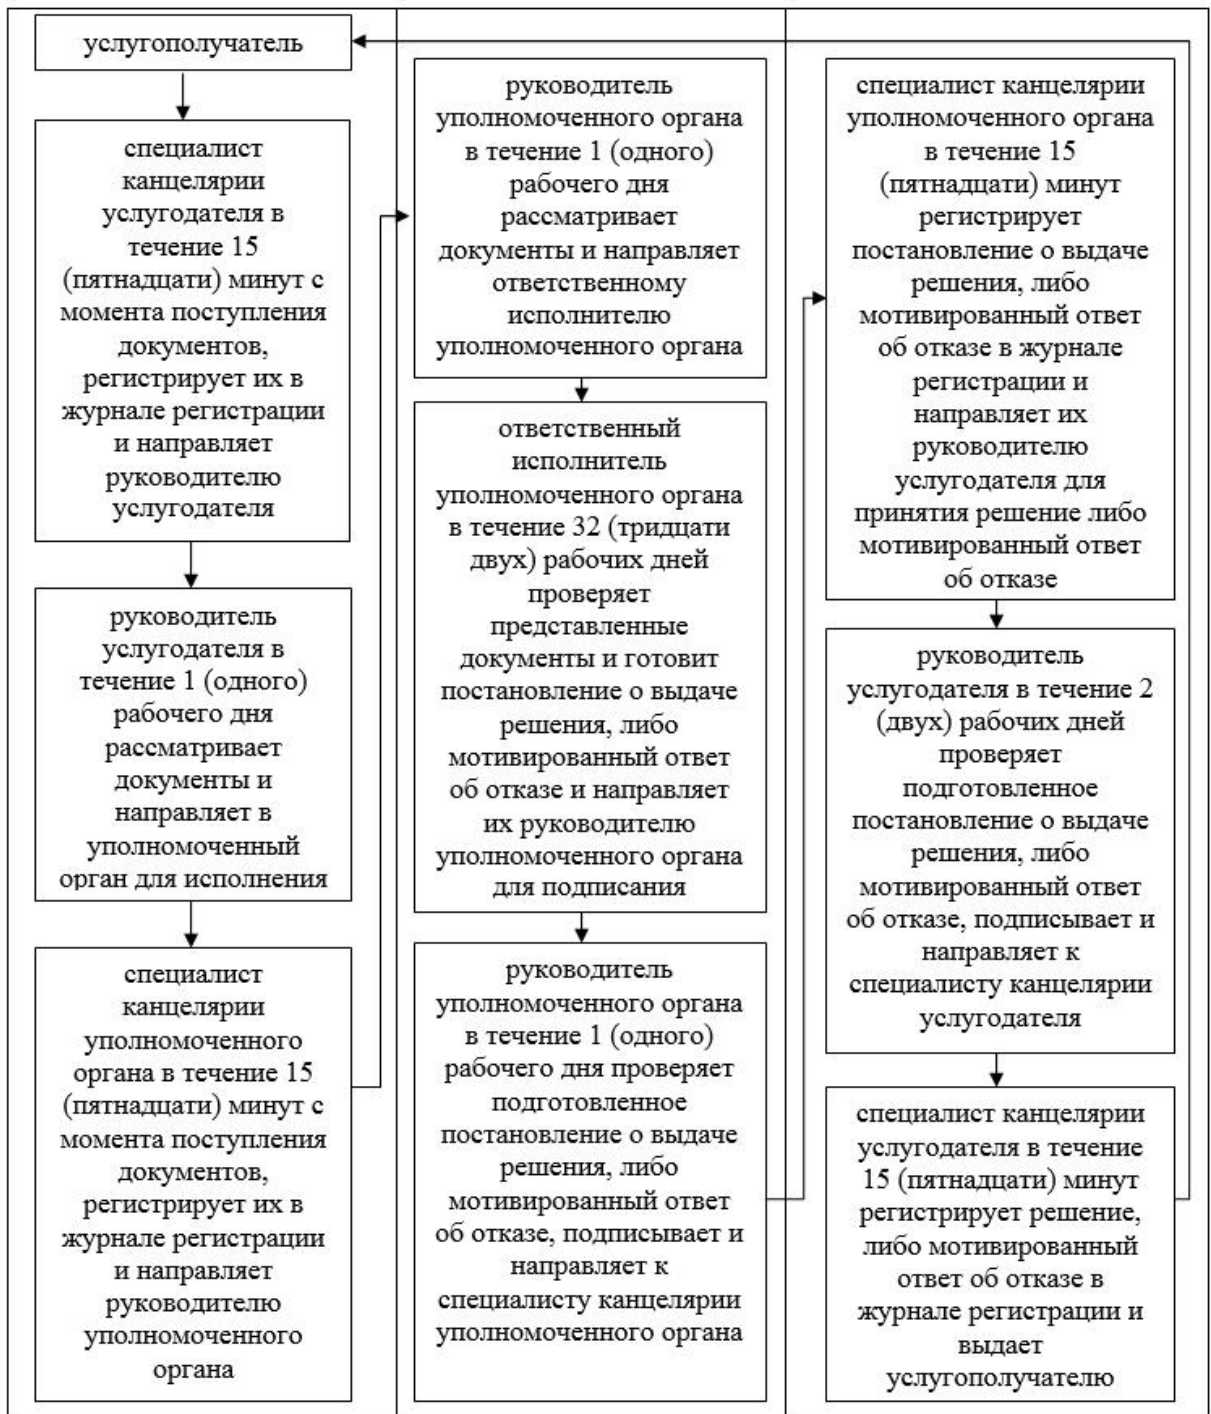 услугополучатель
специалист
канцелярии
услугодателя в
течение 15
(пятнадцати) минут с
момента поступления
документов,
регистрирует их в
журнале регистрации
и направляет
руководителю
услугодателя
руководитель
услугодателя в
течение 1 (одного)
рабочего дня
рассматривает
документы и
направляет в
уполномоченный
орган для исполнения
специалист
канцелярии
уполномоченного
органа в течение 15
(пятнадцати) минут с
момента поступления
документов,
регистрирует их в
журнале регистрации
и направляет
руководителю
уполномоченного
органа
руководитель
уполномоченного органа
в течение 1 (одного)
рабочего дня
рассматривает
документы и направляет
ответственному
исполнителю
уполномоченного органа
ответственный
исполнитель
уполномоченного органа
в течение 32 (тридцати
двух) рабочих дней
проверяет
представленные
документы и готовит
постановление о выдаче
решения, либо
мотивированный ответ
об отказе и направляет
их руководителю
уполномоченного органа
для подписания
руководитель
уполномоченного органа
в течение 1 (одного)
рабочего дня проверяет
подготовленное
постановление о выдаче
решения, либо
мотивированный ответ
об отказе, подписывает и
направляет к
специалисту канцелярии
уполномоченного органа
специалист канцелярии
уполномоченного органа
в течение 15
(пятнадцати) минут
регистрирует
постановление о выдаче
решения, либо
мотивированный ответ
об отказе в журнале
регистрации и
направляет их
руководителю
услугодателя для
принятия решение либо
мотивированный ответ
об отказе
руководитель
услугодателя в течение 2
(двух) рабочих дней
проверяет
подготовленное
постановление о выдаче
решения, либо
мотивированный ответ
об отказе, подписывает и
направляет к
специалисту канцелярии
услугодателя
специалист канцелярии
услугодателя в течение
15 (пятнадцати) минут
регистрирует решение,
либо мотивированный
ответ об отказе в
журнале регистрации и
выдает
услугополучателю